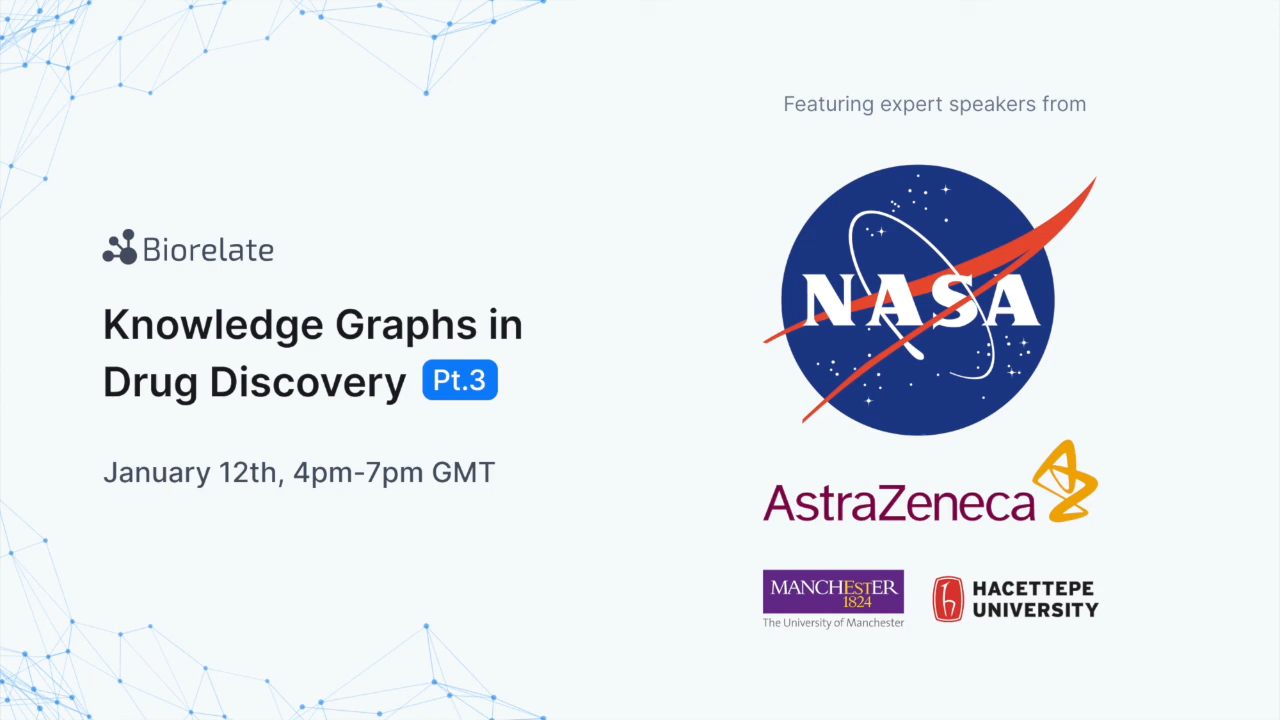 Biorelate
Knowledge Graphs in
Drug Discovery Pt.3
January 12th, 4pm-7pm GMT
Featuring expert speakers from
NASA
AstraZeneca
MANCHESTER
1824
The University of Manchester
HACETTEPE
UNIVERSITY